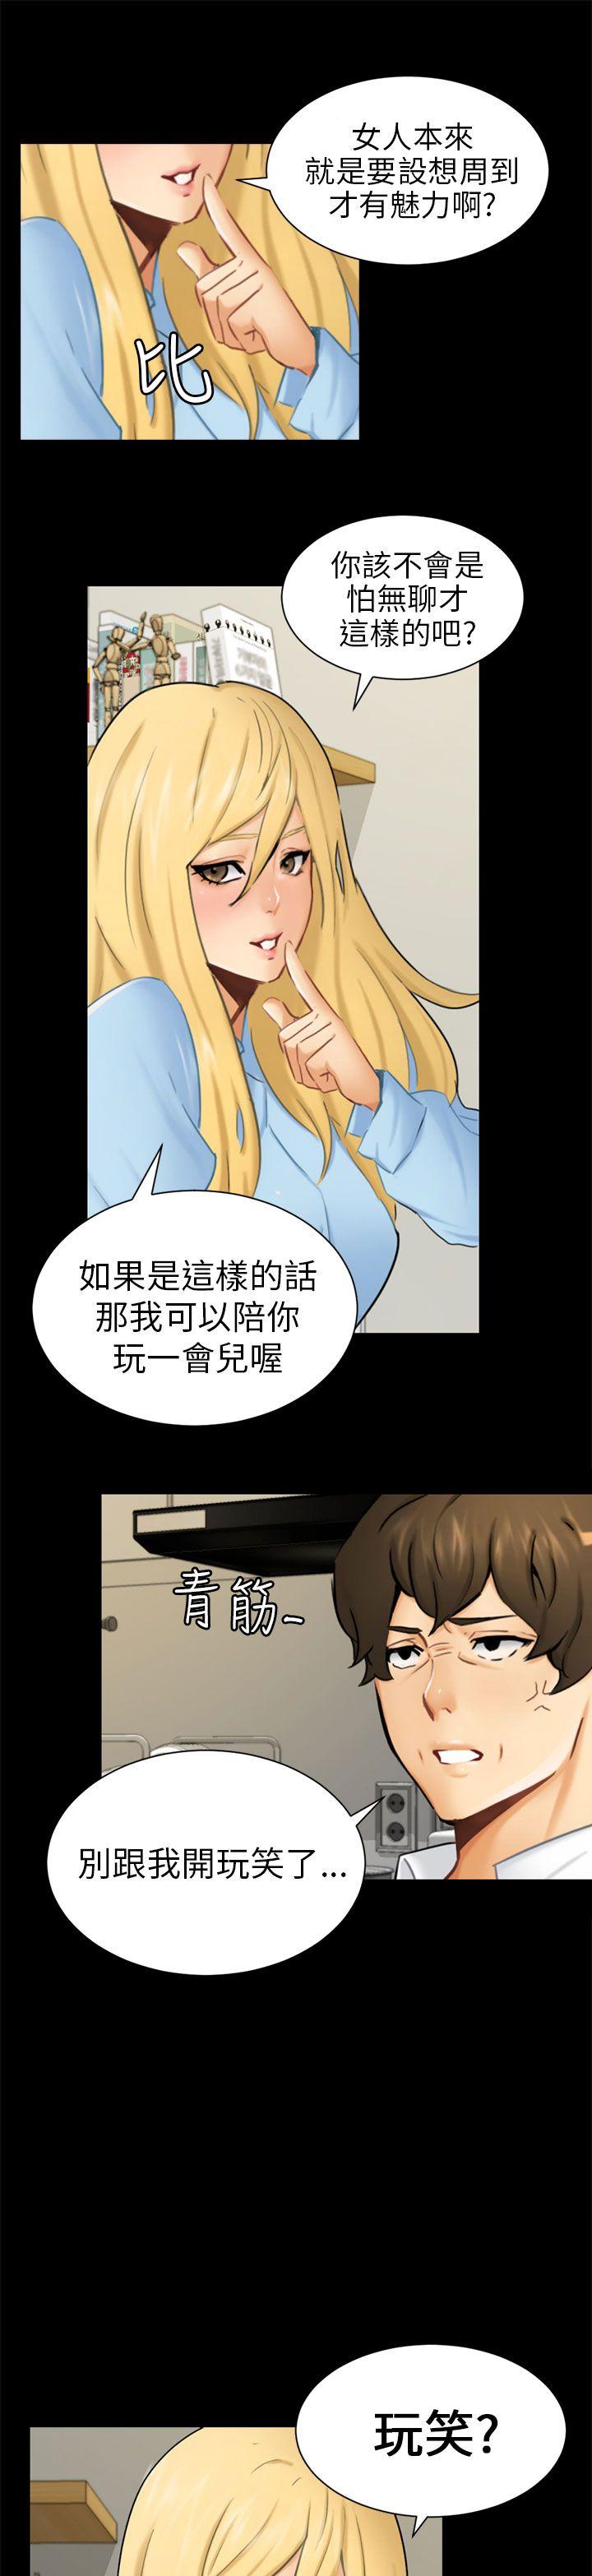 女人本來
就是要設想周到
才有魅力啊?
比
你該不會是
怕無聊才
這樣的吧?
如果是這樣的話
那我可以陪你
玩一會兒喔
青筋~
別跟我開玩笑了...
玩笑?